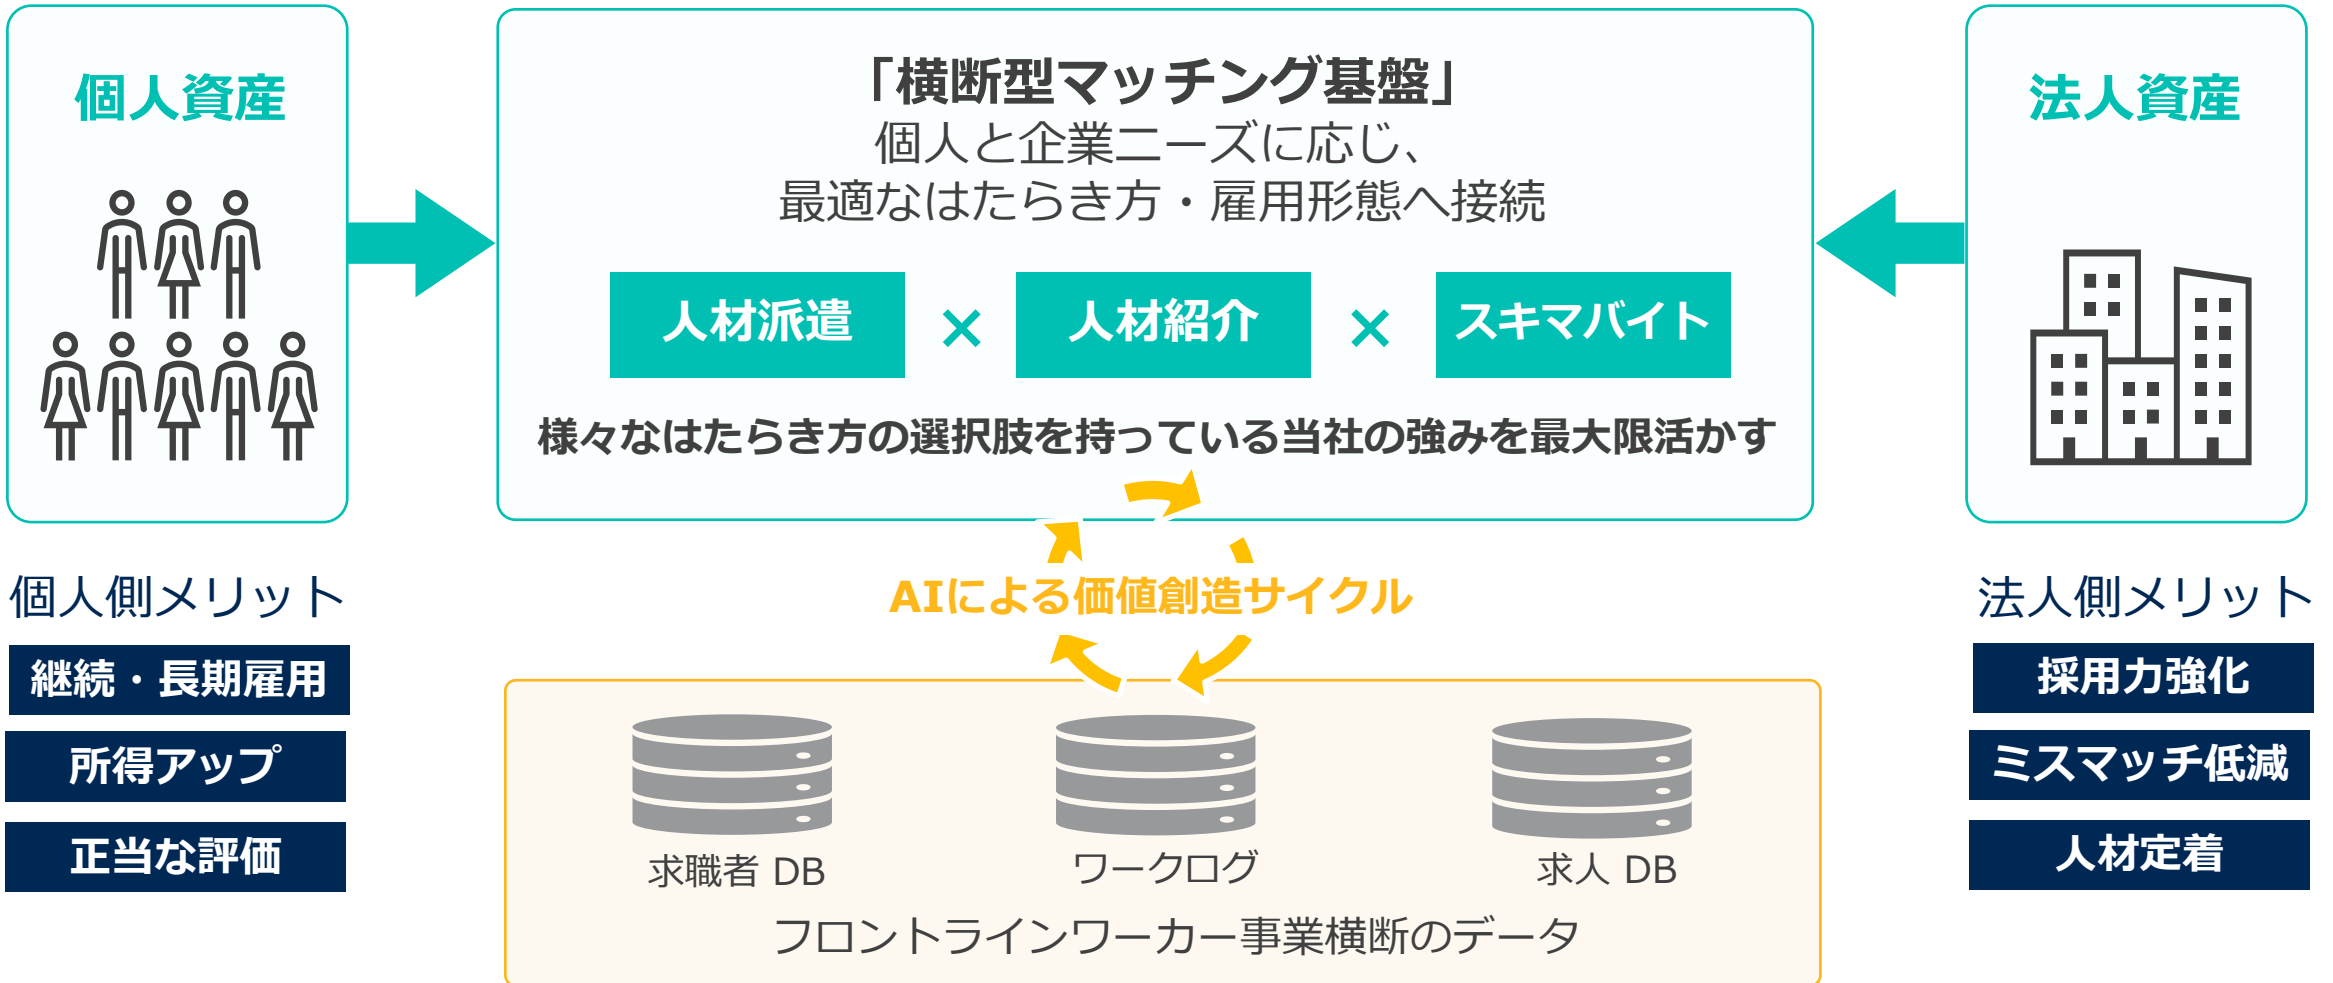 個人資産
「横断型マッチング基盤」
個人と企業ニーズに応じ、
最適なはたらき方・雇用形態へ接続
人材派遣 × 人材紹介 × スキマバイト
様々なはたらき方の選択肢を持っている当社の強みを最大限活かす
法人資産
AIによる価値創造サイクル
個人側メリット
継続・長期雇用
所得アップ
正当な評価
求職者 DB
ワークログ
求人 DB
フロントラインワーカー事業横断のデータ
法人側メリット
採用力強化
ミスマッチ低減
人材定着